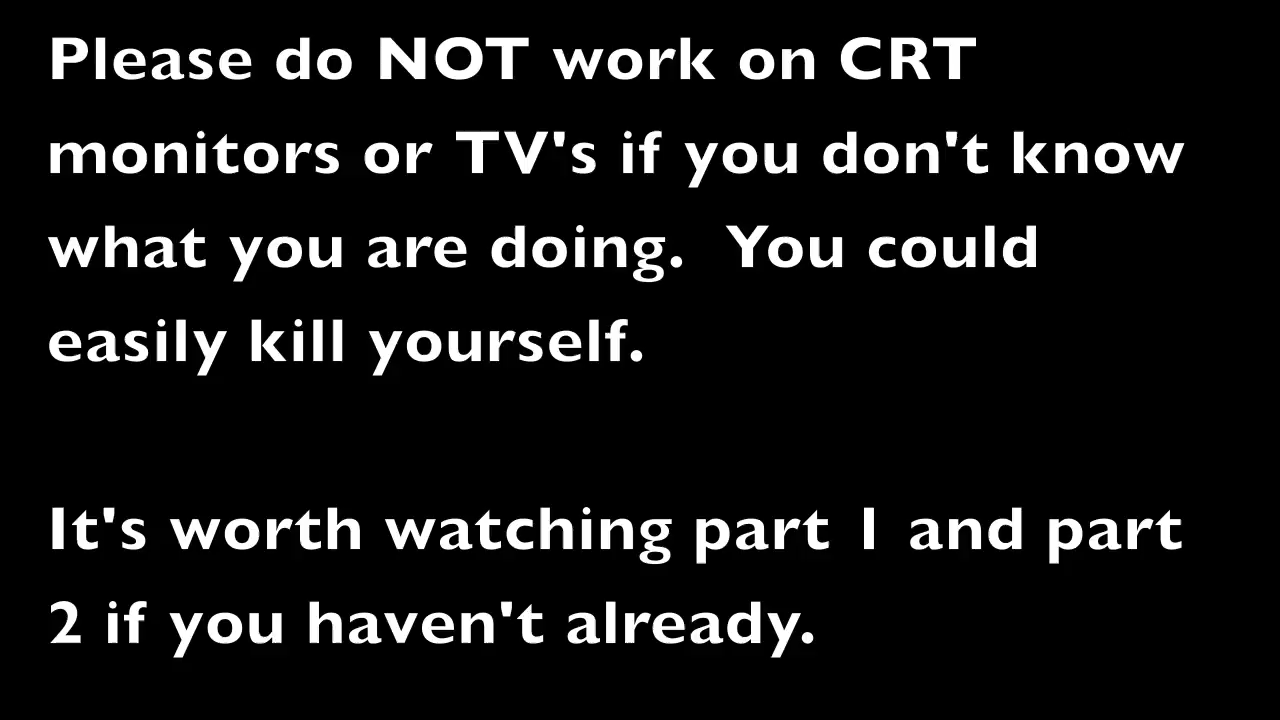 Please do NOT work on CRT
monitors or TV's if you don't know
what you are doing.  You could
easily kill yourself.
It's worth watching part 1 and part
2 if you haven't already.